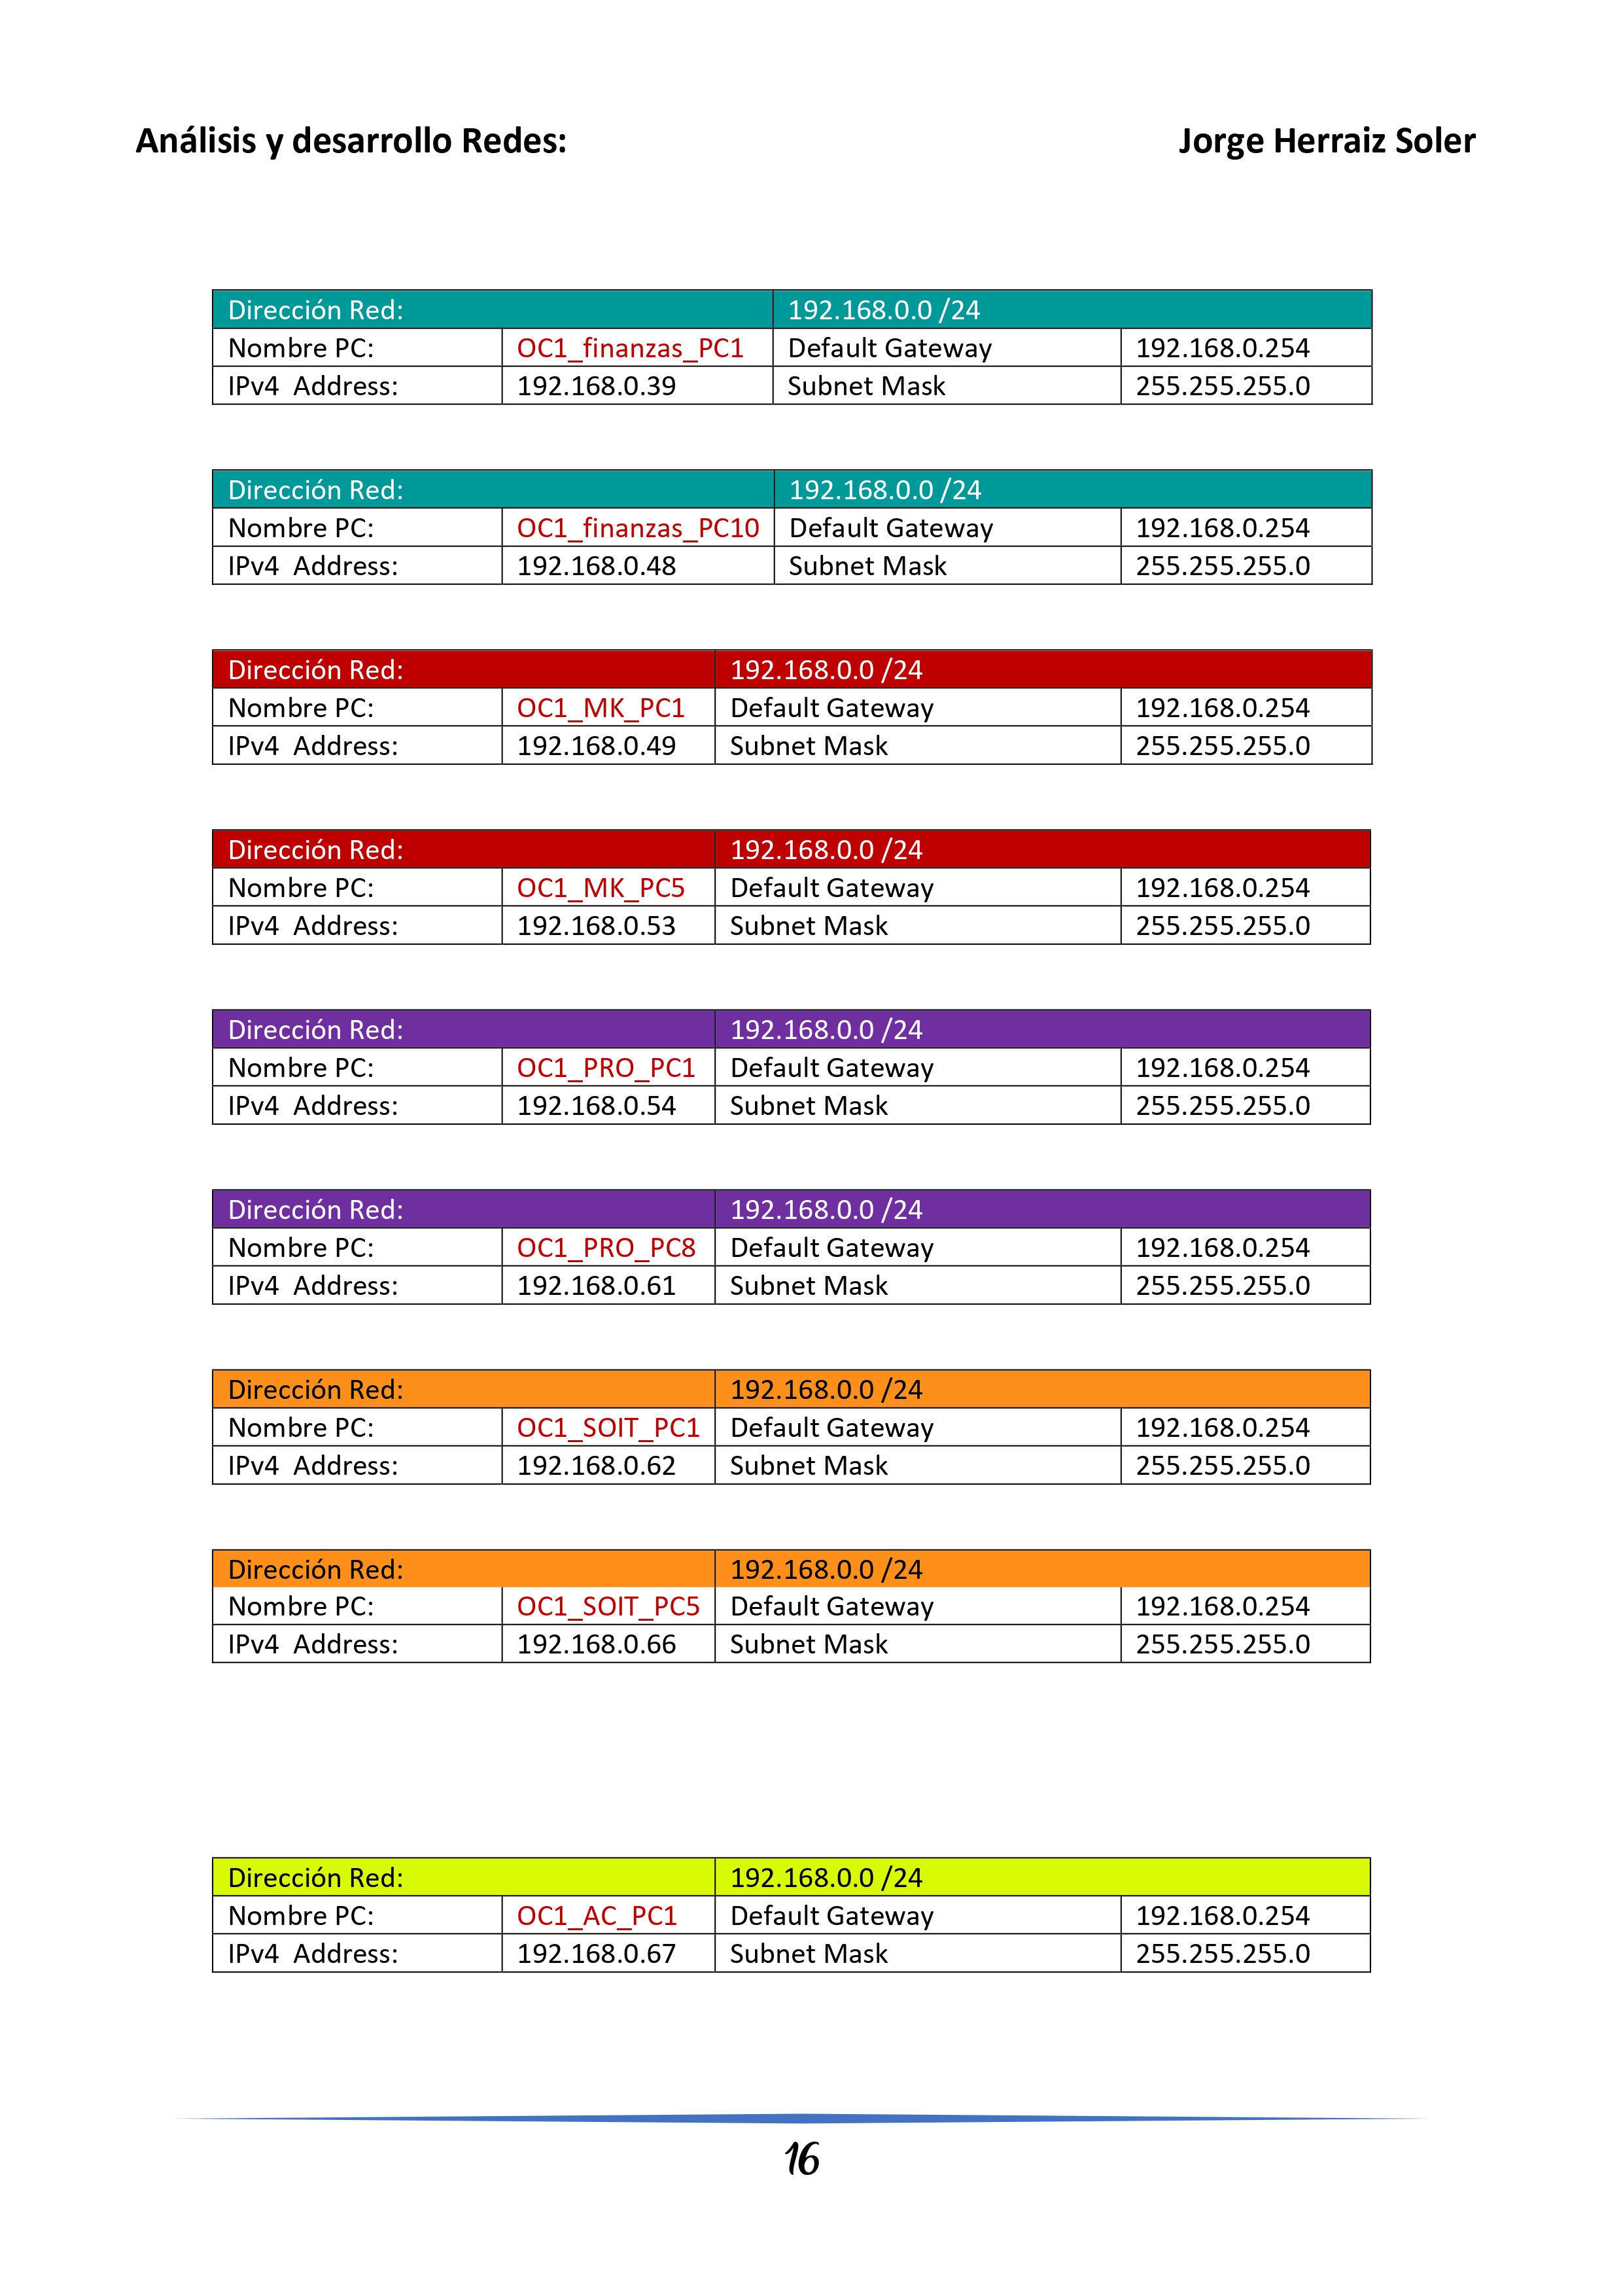 Análisis y desarrollo Redes: Jorge Herraiz Soler
Dirección Red: 192.168.0.0 /24
Nombre PC: OC1_finanzas_PC1 Default Gateway 192.168.0.254
IPv4 Address: 192.168.0.39 Subnet Mask 255.255.255.0
Dirección Red: 192.168.0.0 /24
Nombre PC: OC1_finanzas_PC10 Default Gateway 192.168.0.254
IPv4 Address: 192.168.0.48 Subnet Mask 255.255.255.0
Dirección Red: 192.168.0.0 /24
Nombre PC: OC1_MK_PC1 Default Gateway 192.168.0.254
IPv4 Address: 192.168.0.49 Subnet Mask 255.255.255.0
Dirección Red: 192.168.0.0 /24
Nombre PC: OC1_MK_PC5 Default Gateway 192.168.0.254
IPv4 Address: 192.168.0.53 Subnet Mask 255.255.255.0
Dirección Red: 192.168.0.0 /24
Nombre PC: OC1_PRO_PC1 Default Gateway 192.168.0.254
IPv4 Address: 192.168.0.54 Subnet Mask 255.255.255.0
Dirección Red: 192.168.0.0 /24
Nombre PC: OC1_PRO_PC8 Default Gateway 192.168.0.254
IPv4 Address: 192.168.0.61 Subnet Mask 255.255.255.0
Dirección Red: 192.168.0.0 /24
Nombre PC: OC1_SOIT_PC1 Default Gateway 192.168.0.254
IPv4 Address: 192.168.0.62 Subnet Mask 255.255.255.0
Dirección Red: 192.168.0.0 /24
Nombre PC: OC1_SOIT_PC5 Default Gateway 192.168.0.254
IPv4 Address: 192.168.0.66 Subnet Mask 255.255.255.0
Dirección Red: 192.168.0.0 /24
Nombre PC: OC1_AC_PC1 Default Gateway 192.168.0.254
IPv4 Address: 192.168.0.67 Subnet Mask 255.255.255.0
16